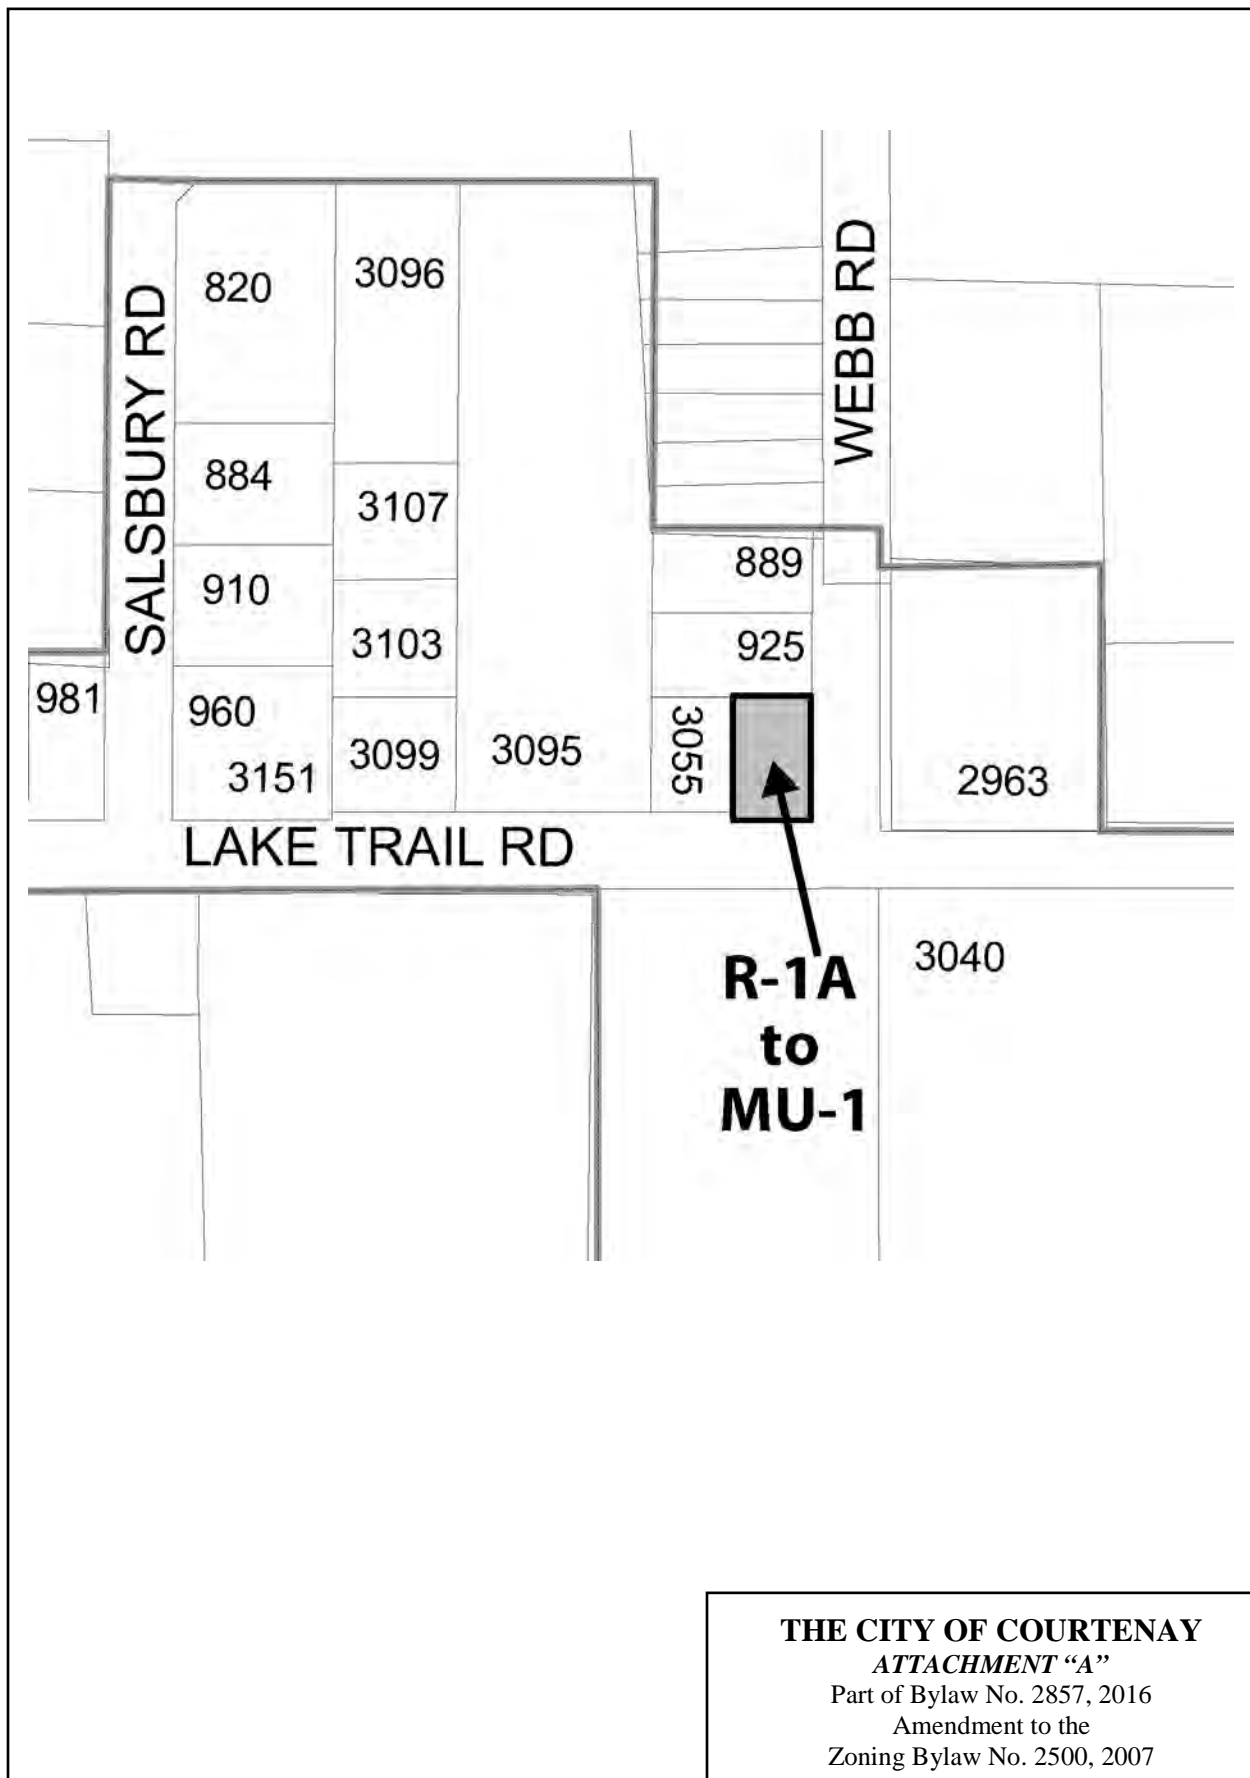 SALSBURY RD
WEBB RD
820
3096
884
3107
910
889
3103
925
981
960
3099
3095
3055
3151
2963
LAKE TRAIL RD
3040
R-1A
to
MU-1
THE CITY OF COURTENAY
ATTACHMENT “A”
Part of Bylaw No. 2857, 2016
Amendment to the
Zoning Bylaw No. 2500, 2007